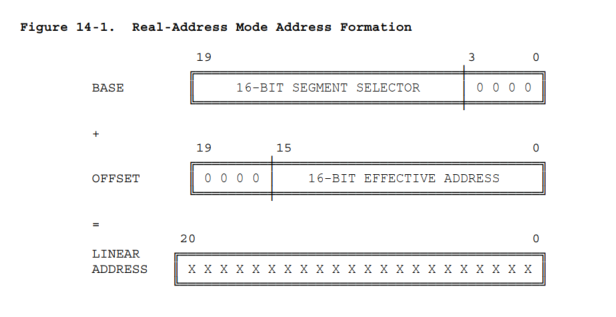 Figure 14-1. Real-Address Mode Address Formation
19 3 0
BASE 16-BIT SEGMENT SELECTOR 0 0 0 0
+
19 15 0
OFFSET 0 0 0 0 16-BIT EFFECTIVE ADDRESS
=
20 0
LINEAR
ADDRESS X X X X X X X X X X X X X X X X X X X X X X